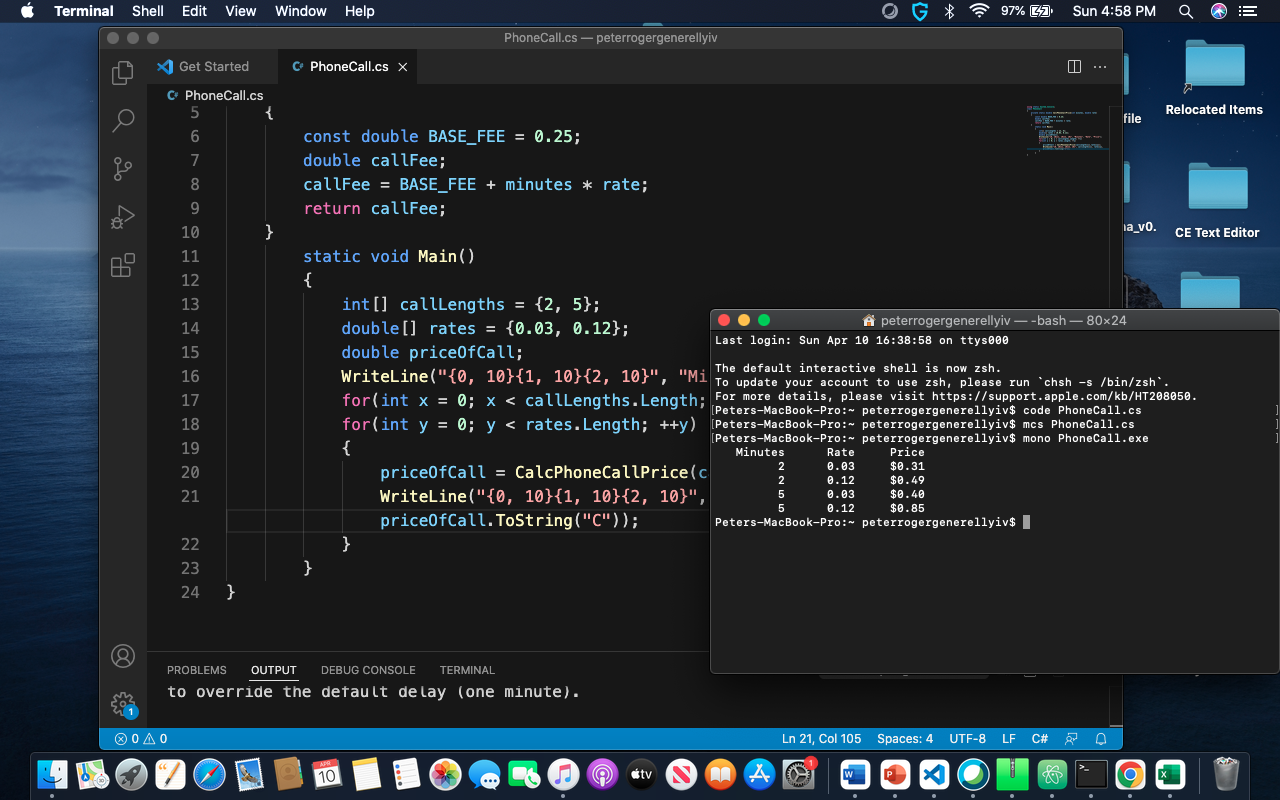 Terminal Shell Edit View Window Help 97% Sun 4:58 PM
PhoneCall.cs — peterrogergenerellyiv
Get Started PhoneCall.cs
PhoneCall.cs
5 {
6 const double BASE_FEE = 0.25;
7 double callFee;
8 callFee = BASE_FEE + minutes * rate;
9 return callFee;
10 }
11 static void Main()
12 {
13 int[] callLengths = {2, 5};
14 double[] rates = {0.03, 0.12};
15 double priceOfCall;
16 WriteLine("{0, 10}{1, 10}{2, 10}", "Mi
17 for(int x = 0; x < callLengths.Length;
18 for(int y = 0; y < rates.Length; ++y)
19 {
20 priceOfCall = CalcPhoneCallPrice(c
21 WriteLine("{0, 10}{1, 10}{2, 10}",
priceOfCall.ToString("C"));
22 }
23 }
24 }
PROBLEMS OUTPUT DEBUG CONSOLE TERMINAL
to override the default delay (one minute).
0 0 Ln 21, Col 105 Spaces: 4 UTF-8 LF C#
1
peterrogergenerellyiv — -bash — 80×24
Last login: Sun Apr 10 16:38:58 on ttys000
The default interactive shell is now zsh.
To update your account to use zsh, please run `chsh -s /bin/zsh`.
For more details, please visit https://support.apple.com/kb/HT208050.
[Peters-MacBook-Pro:~ peterrogergenerellyiv$ code PhoneCall.cs ]
[Peters-MacBook-Pro:~ peterrogergenerellyiv$ mcs PhoneCall.cs ]
[Peters-MacBook-Pro:~ peterrogergenerellyiv$ mono PhoneCall.exe ]
Minutes Rate Price
2 0.03 $0.31
2 0.12 $0.49
5 0.03 $0.40
5 0.12 $0.85
Peters-MacBook-Pro:~ peterrogergenerellyiv$
Relocated Items
file
a_v0.
CE Text Editor
APR
10
tv
1